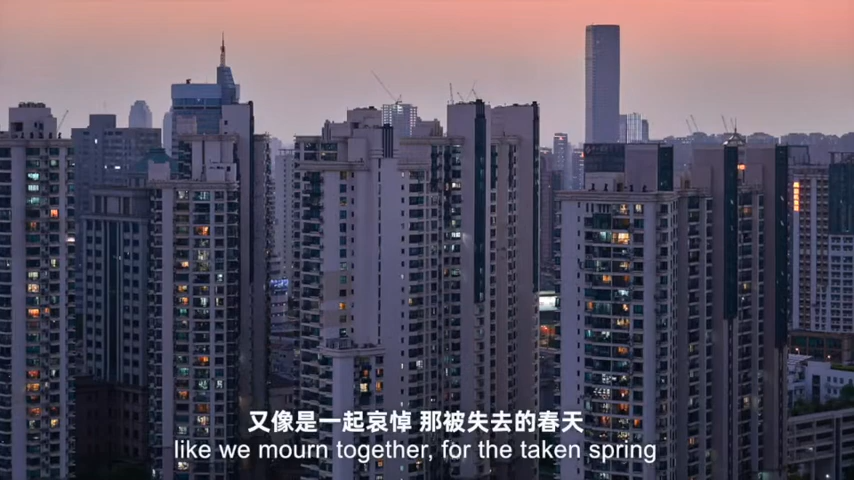 又像是一起哀悼 那被失去的春天
like we mourn together, for the taken spring